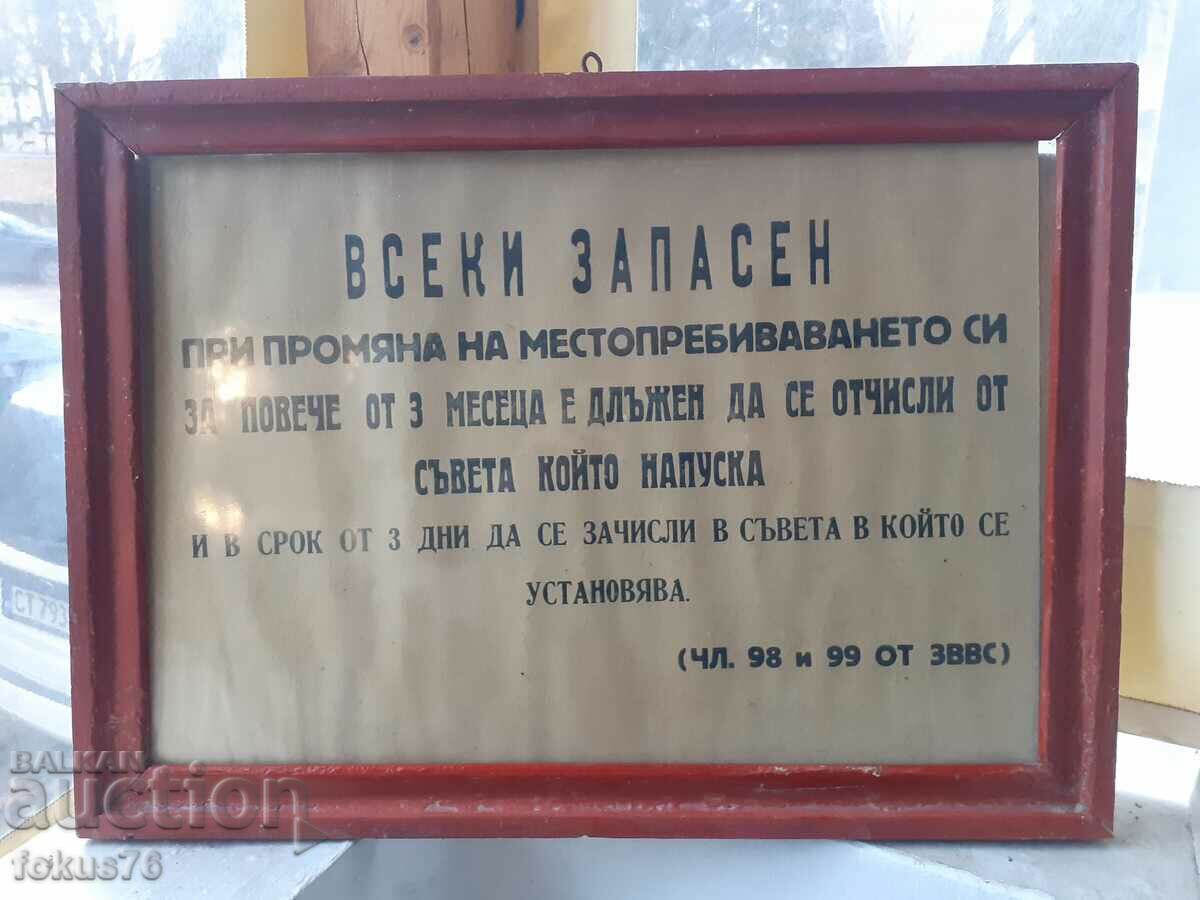 ВСЕКИ ЗАПАСЕН
ПРИ ПРОМЯНА НА МЕСТОПРЕБИВАВАНЕТО СИ
ЗА ПОВЕЧЕ ОТ 3 МЕСЕЦА Е ДЛЪЖЕН ДА СЕ ОТЧИСЛИ ОТ
СЪВЕТА КОЙТО НАПУСКА
И В СРОК ОТ 3 ДНИ ДА СЕ ЗАЧИСЛИ В СЪВЕТА В КОЙТО СЕ
УСТАНОВЯВА.
(ЧЛ. 98 и 99 ОТ ЗВВС)
BALKAN
auction
fokus76